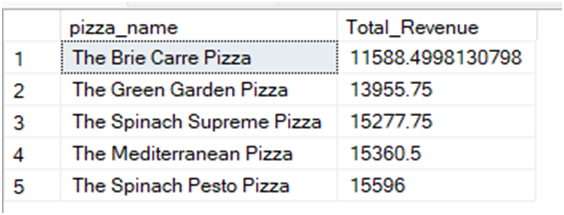 pizza_name Total_Revenue
1 The Brie Carre Pizza 11588.4998130798
2 The Green Garden Pizza 13955.75
3 The Spinach Supreme Pizza 15277.75
4 The Mediterranean Pizza 15360.5
5 The Spinach Pesto Pizza 15596